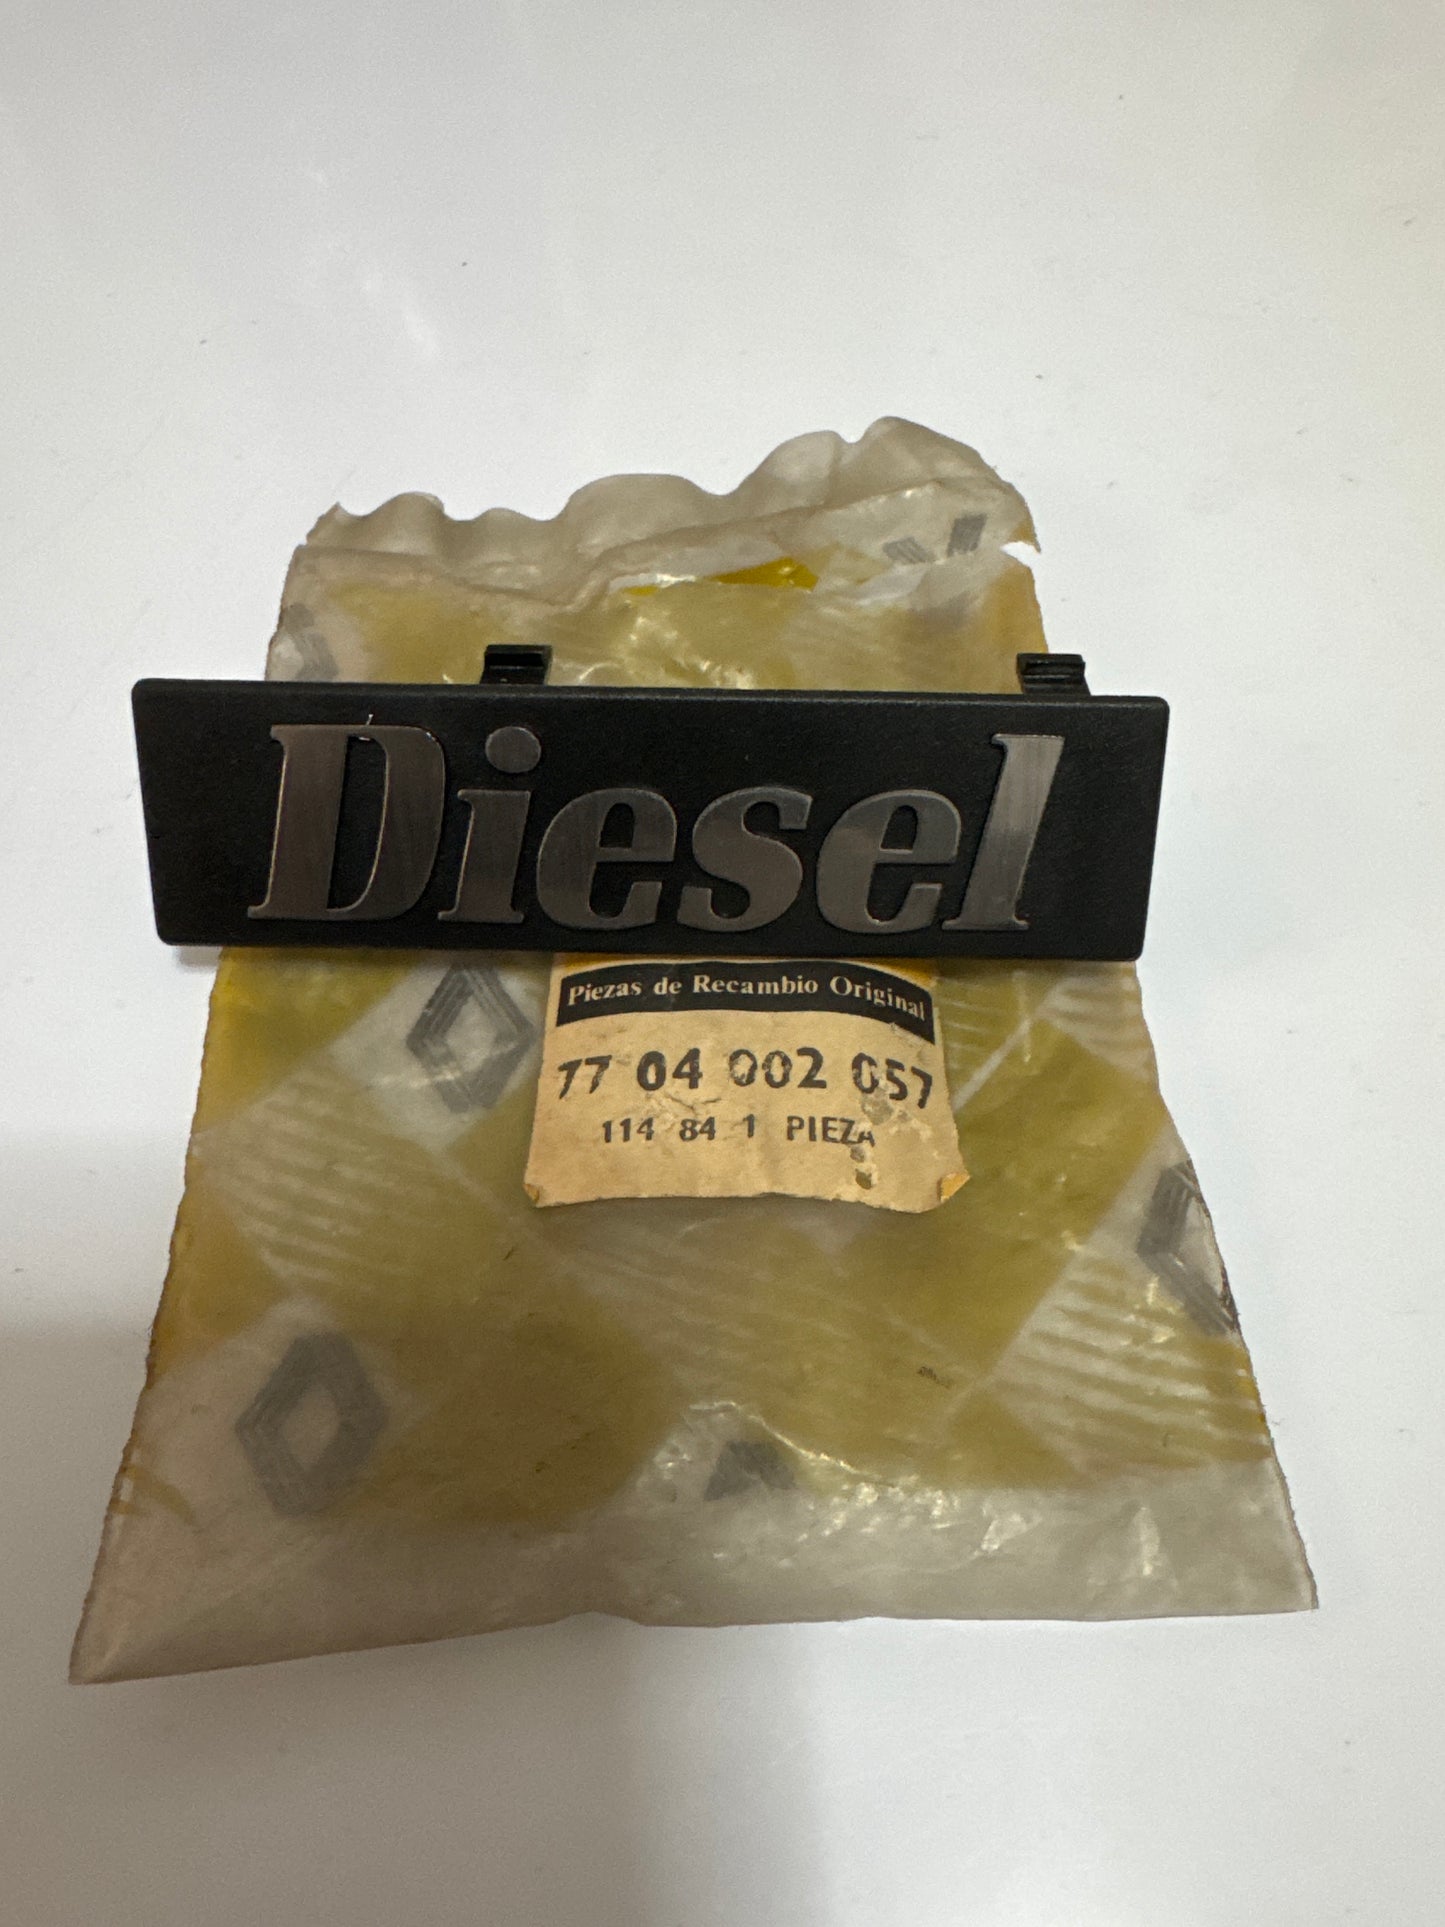 Diesel
Piezas de Recambio Original
77 04 002 057
114 84 1 PIEZA